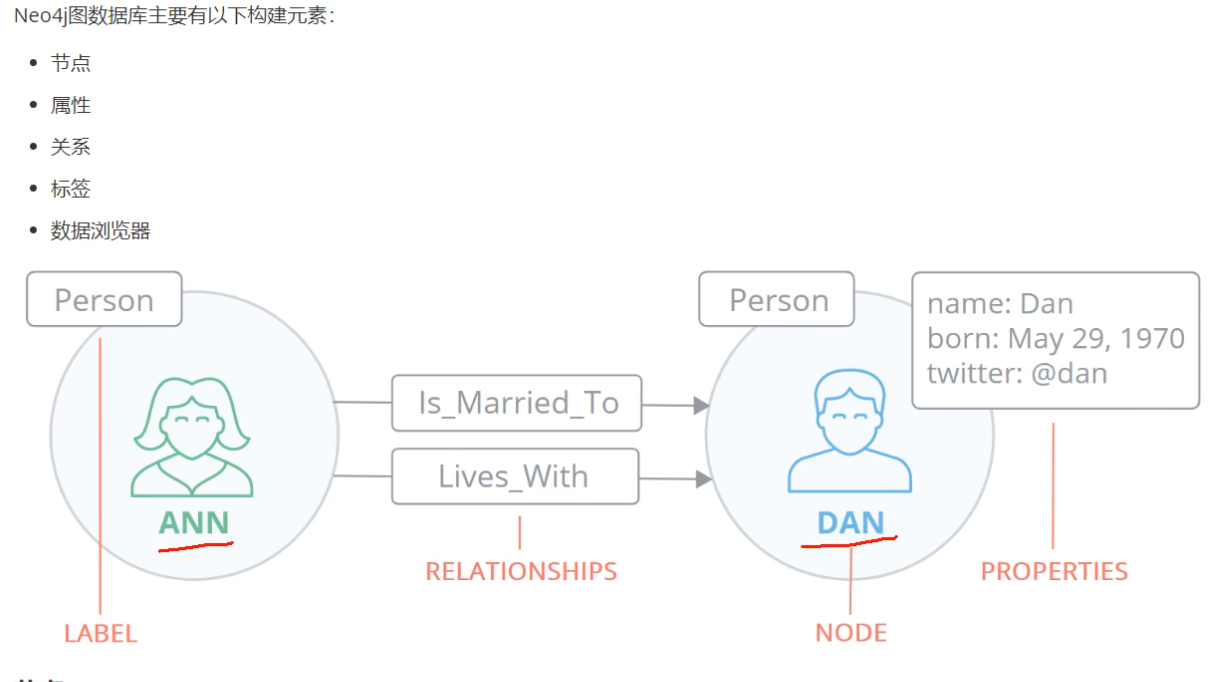 Neo4j图数据库主要有以下构建元素：
• 节点
• 属性
• 关系
• 标签
• 数据浏览器
Person
Person
name: Dan
born: May 29, 1970
twitter: @dan
Is_Married_To
Lives_With
ANN
DAN
RELATIONSHIPS
PROPERTIES
LABEL
NODE